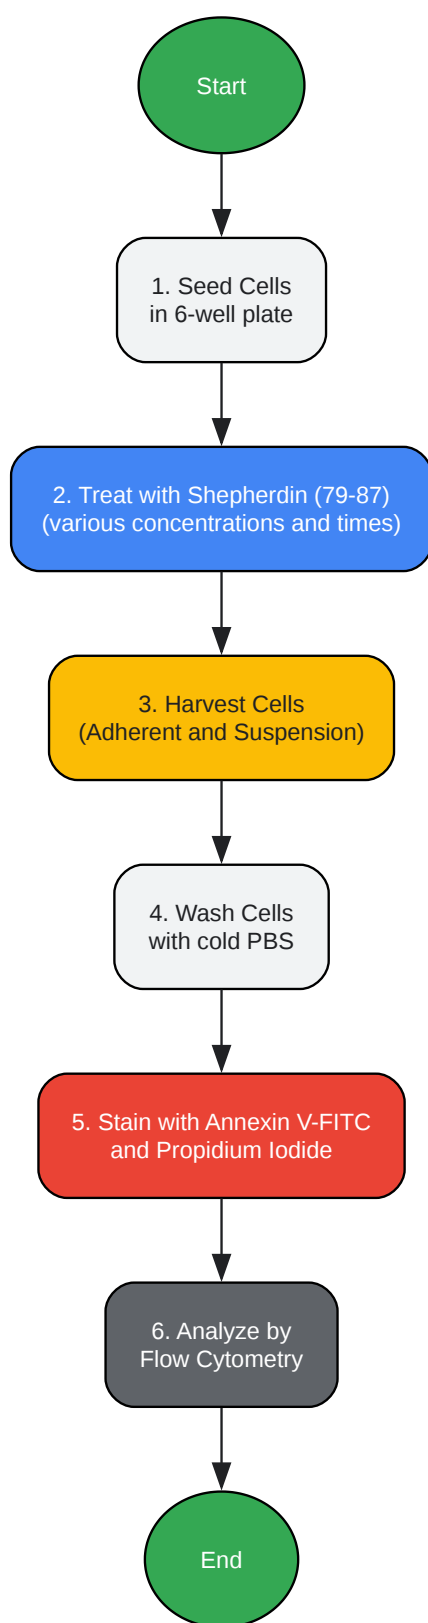 Start
1. Seed Cells
in 6-well plate
2. Treat with Shepherdin (79-87)
(various concentrations and times)
3. Harvest Cells
(Adherent and Suspension)
4. Wash Cells
with cold PBS
5. Stain with Annexin V-FITC
and Propidium Iodide
6. Analyze by
Flow Cytometry
End